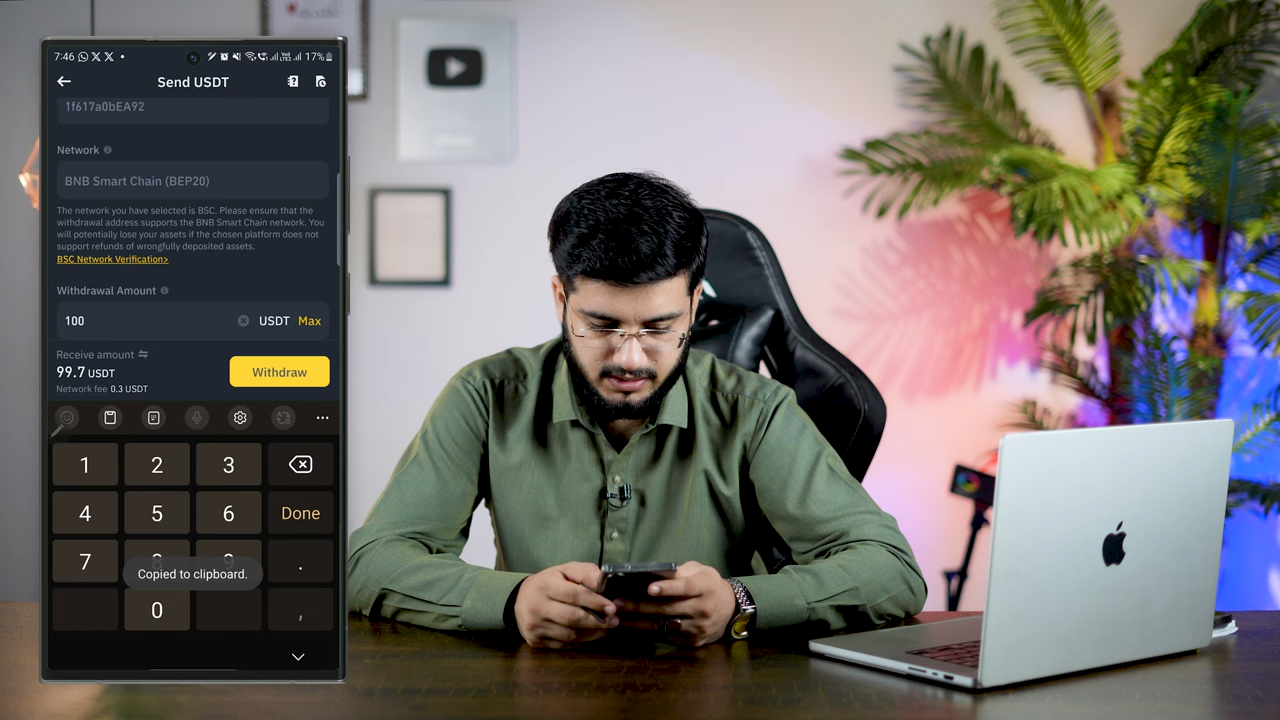 7:46
17%
Send USDT
1f617a0bEA92
Network
BNB Smart Chain (BEP20)
The network you have selected is BSC. Please ensure that the
withdrawal address supports the BNB Smart Chain network. You
will potentially lose your assets if the chosen platform does not
support refunds of wrongfully deposited assets.
BSC Network Verification>
Withdrawal Amount
100
USDT Max
Receive amount
99.7 USDT
Network fee 0.3 USDT
Withdraw
1 2 3
4 5 6 Done
7 8 9 .
Copied to clipboard.
0 ,